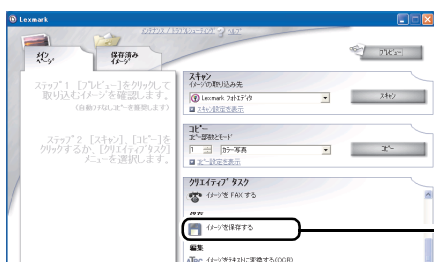 Lexmark
メイン
ページ
保存済み
イメージ
プレビュー
ステップ 1 [プレビュー]をクリックして
取り込むイメージを確認します。
(自動トリなしコピーを推奨します)
ステップ 2 [スキャン]、[コピー]を
クリックするか、[クリエイティブタスク]
メニューを選択します。
スキャン
イメージの取り込み先
Lexmark フォトエディタ
スキャン
スキャン設定を表示
コピー
コピー部数とモード
1
カラー写真
コピー
コピー設定を表示
クリエイティブ タスク
イメージを FAX する
イメージを保存する
編集
イメージをテキストに変換する(OCR)